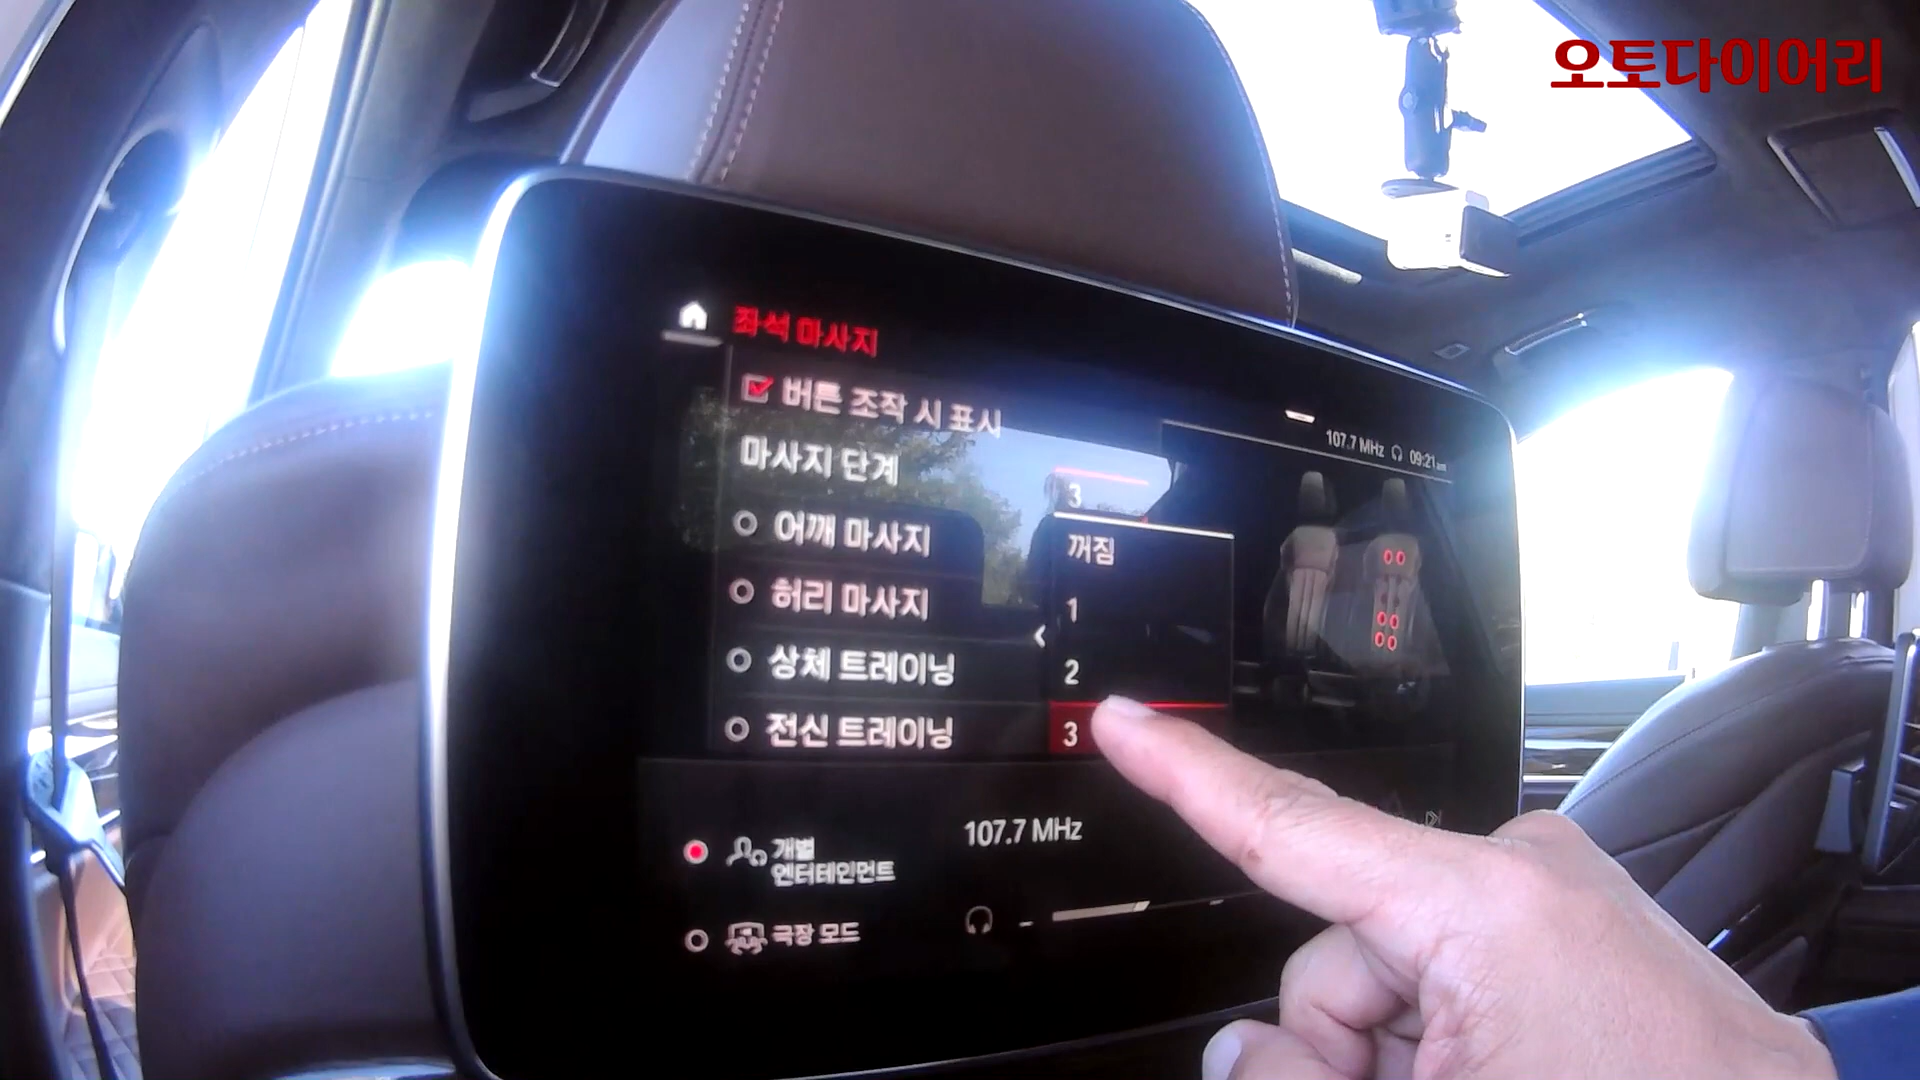 오토다이어리
좌석 마사지
버튼 조작 시 표시
107.7 MHz 09:21 am
마사지 단계
3
어깨 마사지
꺼짐
허리 마사지
1
상체 트레이닝
2
전신 트레이닝
3
107.7 MHz
개별
엔터테인먼트
극장 모드